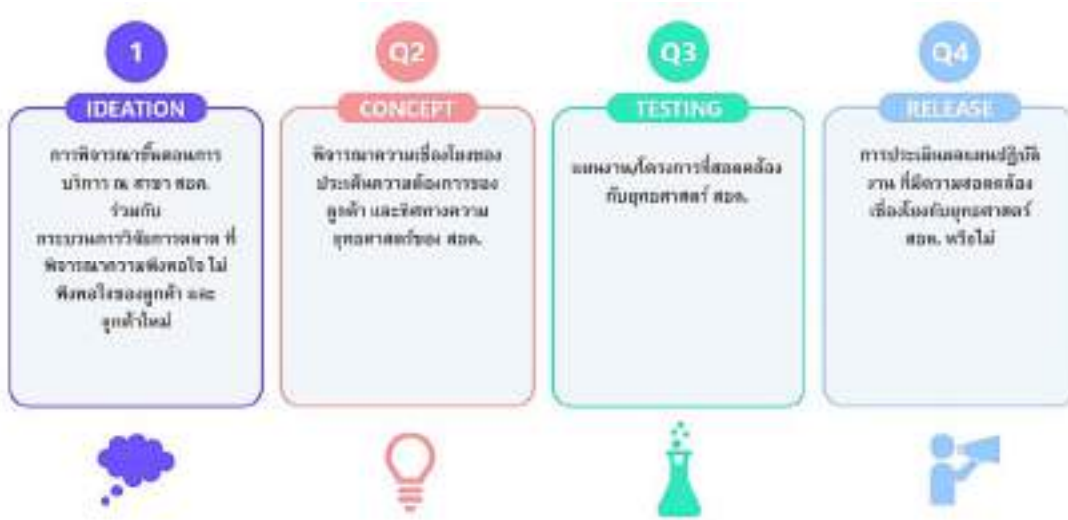 1
IDEATION
การพิจารณาขั้นตอนการ
บริการ ณ สาขา สอค.
ร่วมกับ
กระบวนการวิจัยการตลาด ที่
พิจารณาความพึงพอใจ ไม่
พึงพอใจของลูกค้า และ
ลูกค้าใหม่
Q2
CONCEPT
พิจารณาความเชื่อมโยงของ
ประเด็นความต้องการของ
ลูกค้า และทิศทางความ
ยุทธศาสตร์ของ สอค.
Q3
TESTING
แผนงาน/โครงการที่สอดคล้อง
กับยุทธศาสตร์ สอค.
Q4
RELEASE
การประเมินผลแผนปฏิบัติ
งาน ที่มีความสอดคล้อง
เชื่อมโยงกับยุทธศาสตร์
สอค. หรือไม่